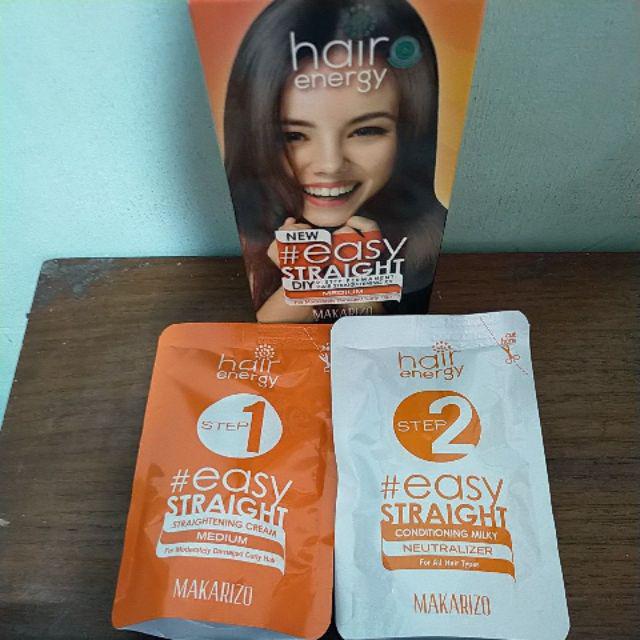 hair
energy
NEW
#easy
STRAIGHT
DIY
MEDIUM
MAKARIZO
hair
energy
STEP 1
#easy
STRAIGHT
STRAIGHTENING CREAM
MEDIUM
For Moderately Damaged Curly Hair
MAKARIZO
hair
energy
STEP 2
#easy
STRAIGHT
CONDITIONING MILKY
NEUTRALIZER
For All Hair Types
MAKARIZO